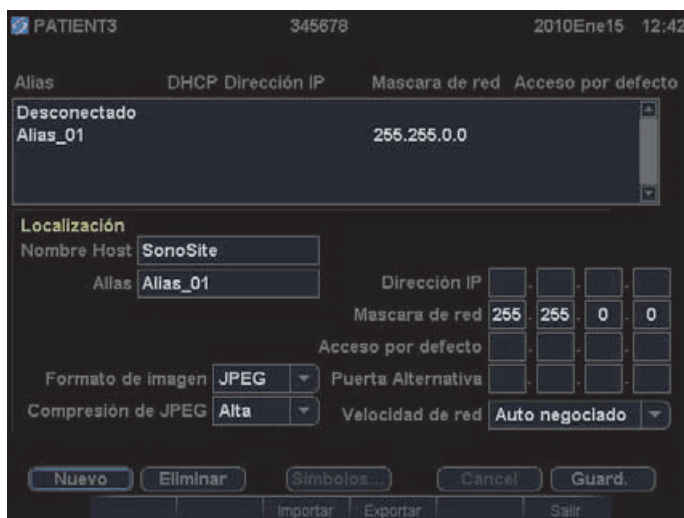 PATIENT3 345678 2010Ene15 12:42
Alias DHCP Dirección IP Mascara de red Acceso por defecto
Desconectado
Alias_01 255.255.0.0
Localización
Nombre Host SonoSite
Alias Alias_01 Dirección IP . . .
Mascara de red 255 . 255 . 0 . 0
Acceso por defecto . . .
Formato de imagen JPEG Puerta Alternativa . . .
Compresión de JPEG Alta Velocidad de red Auto negociado
Nuevo Eliminar Símbolos... Cancel Guard.
Importar Exportar Salir